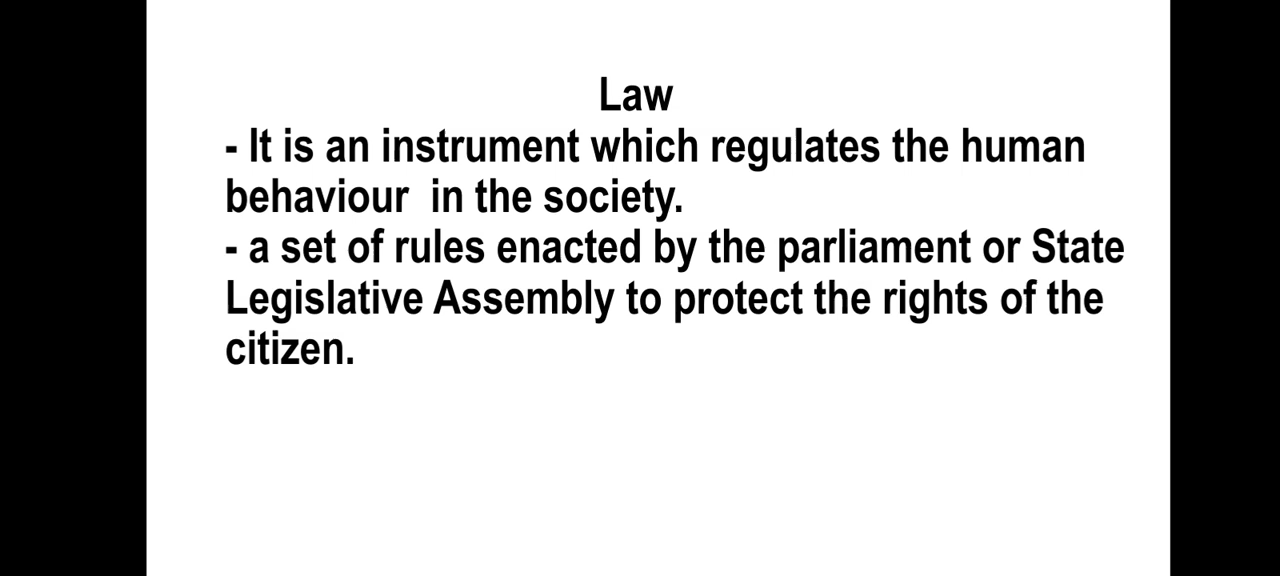 Law
- It is an instrument which regulates the human
behaviour  in the society.
- a set of rules enacted by the parliament or State
Legislative Assembly to protect the rights of the
citizen.